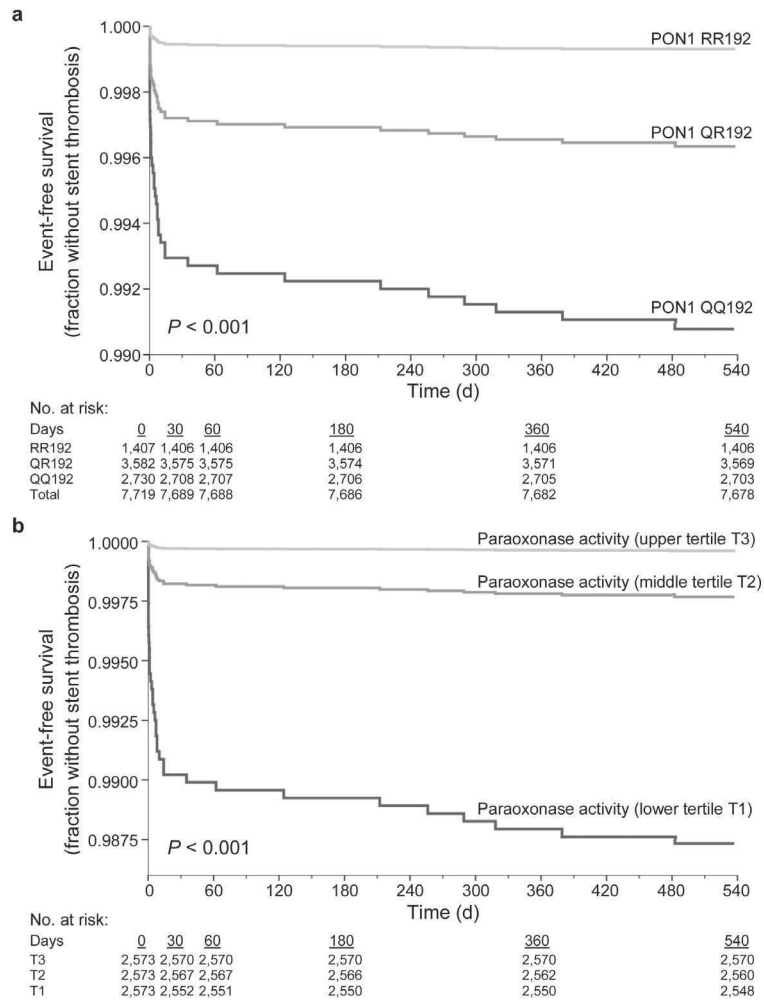 a
Event-free survival
(fraction without stent thrombosis)
1.000
0.998
0.996
0.994
0.992
0.990
PON1 RR192
PON1 QR192
PON1 QQ192
P < 0.001
0 60 120 180 240 300 360 420 480 540
Time (d)
No. at risk:
Days 0 30 60 180 360 540
RR192 1,407 1,406 1,406 1,406 1,406 1,406
QR192 3,582 3,575 3,575 3,574 3,571 3,569
QQ192 2,730 2,708 2,707 2,706 2,705 2,703
Total 7,719 7,689 7,688 7,686 7,682 7,678
b
Event-free survival
(fraction without stent thrombosis)
1.0000
0.9975
0.9950
0.9925
0.9900
0.9875
Paraoxonase activity (upper tertile T3)
Paraoxonase activity (middle tertile T2)
Paraoxonase activity (lower tertile T1)
P < 0.001
0 60 120 180 240 300 360 420 480 540
Time (d)
No. at risk:
Days 0 30 60 180 360 540
T3 2,573 2,570 2,570 2,570 2,570 2,570
T2 2,573 2,567 2,567 2,566 2,562 2,560
T1 2,573 2,552 2,551 2,550 2,550 2,548